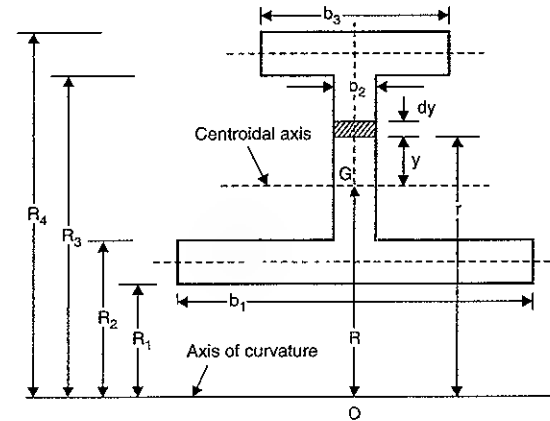 b3
b2
dy
Centroidal axis
y
G
r
R4
R3
R2
R1
b1
R
Axis of curvature
O